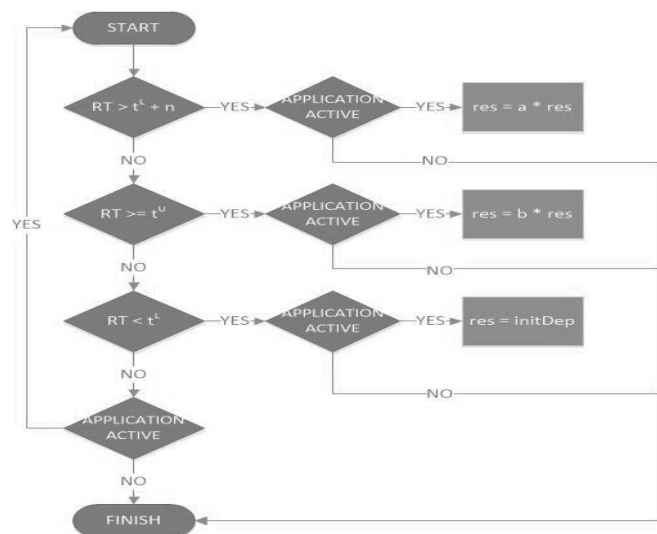 START
RT > tᴸ + n
YES
APPLICATION
ACTIVE
YES
res = a * res
NO
NO
RT >= tᵁ
YES
APPLICATION
ACTIVE
YES
res = b * res
YES
NO
NO
RT < tᴸ
YES
APPLICATION
ACTIVE
YES
res = initDep
NO
NO
APPLICATION
ACTIVE
NO
FINISH